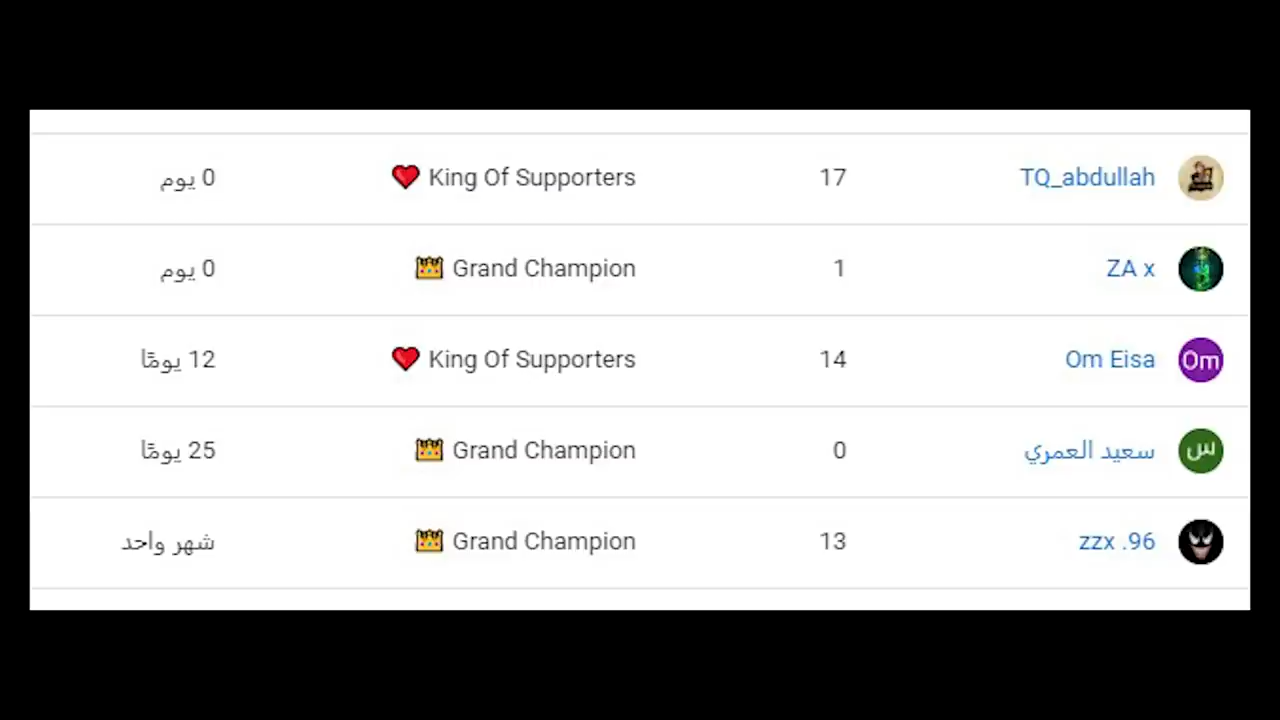 TQ_abdullah 17 King Of Supporters 0 يوم
ZA x 1 Grand Champion 0 يوم
Om Om Eisa 14 King Of Supporters 12 يومًا
س سعيد العمري 0 Grand Champion 25 يومًا
zzx .96 13 Grand Champion شهر واحد